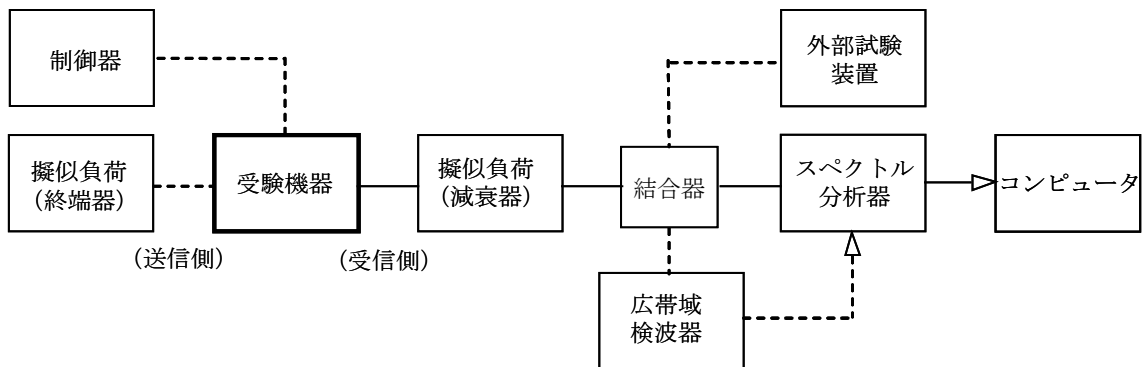 制御器
外部試験
装置
擬似負荷
(終端器)
受験機器
擬似負荷
(減衰器)
結合器
スペクトル
分析器
コンピュータ
(送信側)
(受信側)
広帯域
検波器